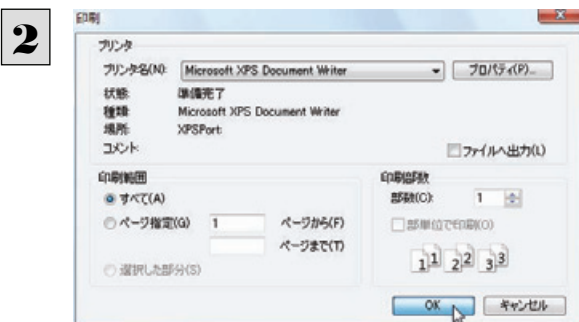 2
印刷
プリンタ
プリンタ名(N): Microsoft XPS Document Writer プロパティ(P)...
状態: 準備完了
種類: Microsoft XPS Document Writer
場所: XPSPort:
コメント: ファイルへ出力(L)
印刷範囲 印刷部数
すべて(A) 部数(C): 1
ページ指定(G) 1 ページから(F) 部単位で印刷(O)
ページまで(T)
選択した部分(S) 1 1 2 2 3 3
OK キャンセル